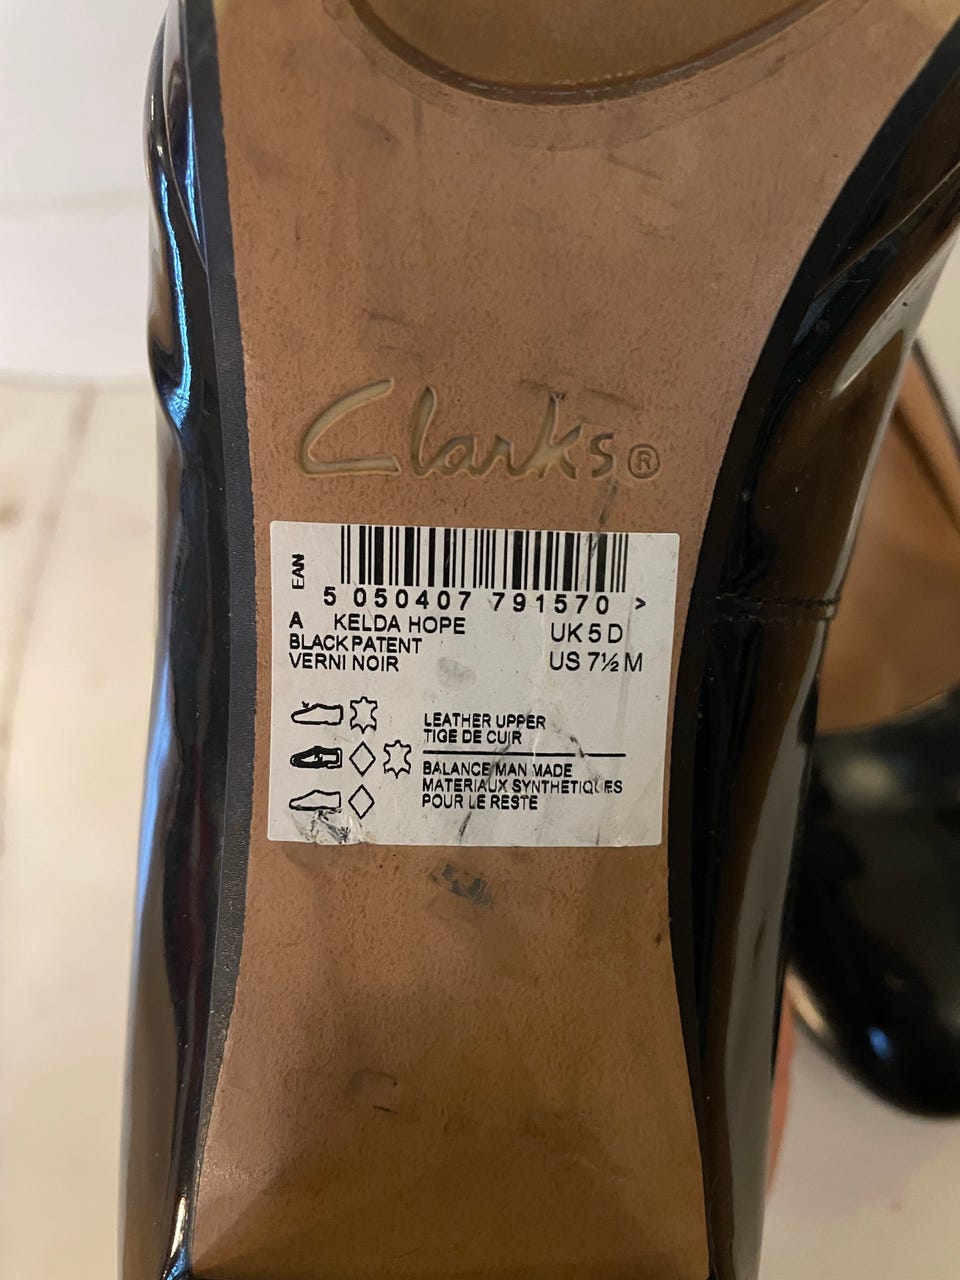 Clarks®
EAN
5 050407 791570 >
A KELDA HOPE UK 5 D
BLACK PATENT
VERNI NOIR US 7½ M
LEATHER UPPER
TIGE DE CUIR
BALANCE MAN MADE
MATERIAUX SYNTHETIQUES
POUR LE RESTE